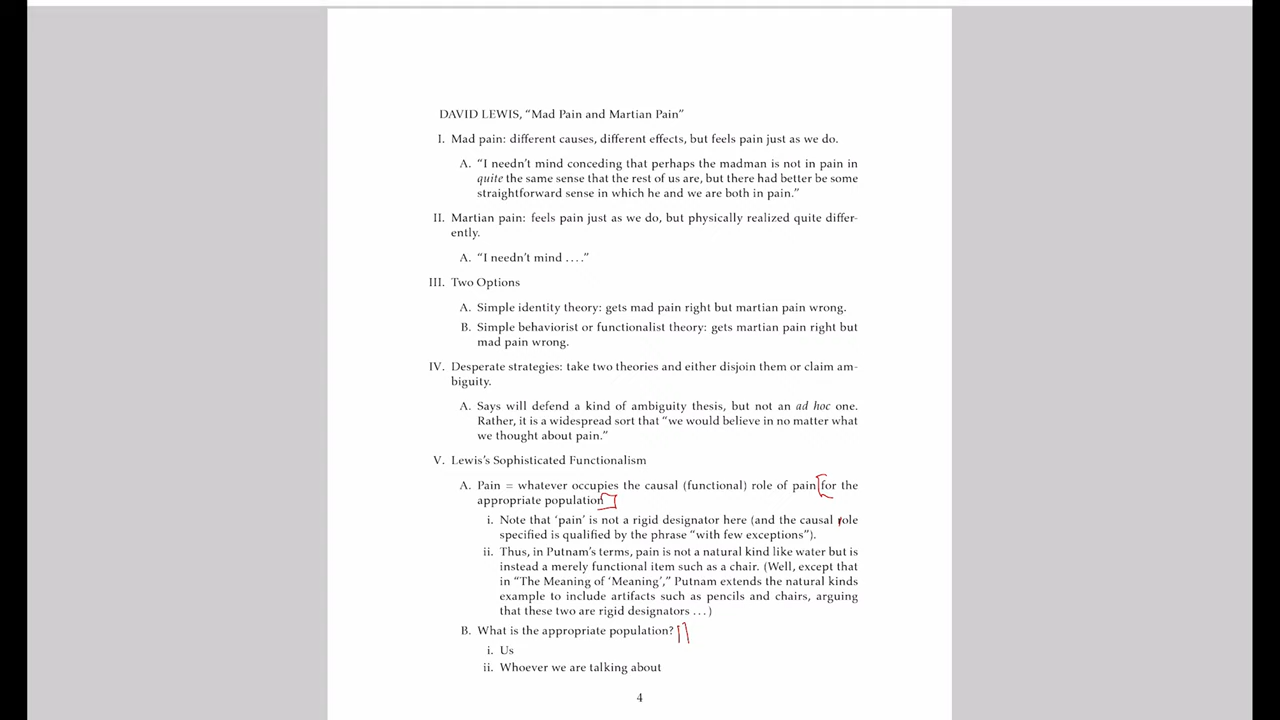 DAVID LEWIS, “Mad Pain and Martian Pain”
I. Mad pain: different causes, different effects, but feels pain just as we do.
A. “I needn’t mind conceding that perhaps the madman is not in pain in
quite the same sense that the rest of us are, but there had better be some
straightforward sense in which he and we are both in pain.”
II. Martian pain: feels pain just as we do, but physically realized quite differ-
ently.
A. “I needn’t mind ....”
III. Two Options
A. Simple identity theory: gets mad pain right but martian pain wrong.
B. Simple behaviorist or functionalist theory: gets martian pain right but
mad pain wrong.
IV. Desperate strategies: take two theories and either disjoin them or claim am-
biguity.
A. Says will defend a kind of ambiguity thesis, but not an ad hoc one.
Rather, it is a widespread sort that “we would believe in no matter what
we thought about pain.”
V. Lewis’s Sophisticated Functionalism
A. Pain = whatever occupies the causal (functional) role of pain for the
appropriate population
i. Note that ‘pain’ is not a rigid designator here (and the causal role
specified is qualified by the phrase “with few exceptions”).
ii. Thus, in Putnam’s terms, pain is not a natural kind like water but is
instead a merely functional item such as a chair. (Well, except that
in “The Meaning of ‘Meaning’,” Putnam extends the natural kinds
example to include artifacts such as pencils and chairs, arguing
that these two are rigid designators ...)
B. What is the appropriate population?
i. Us
ii. Whoever we are talking about
4